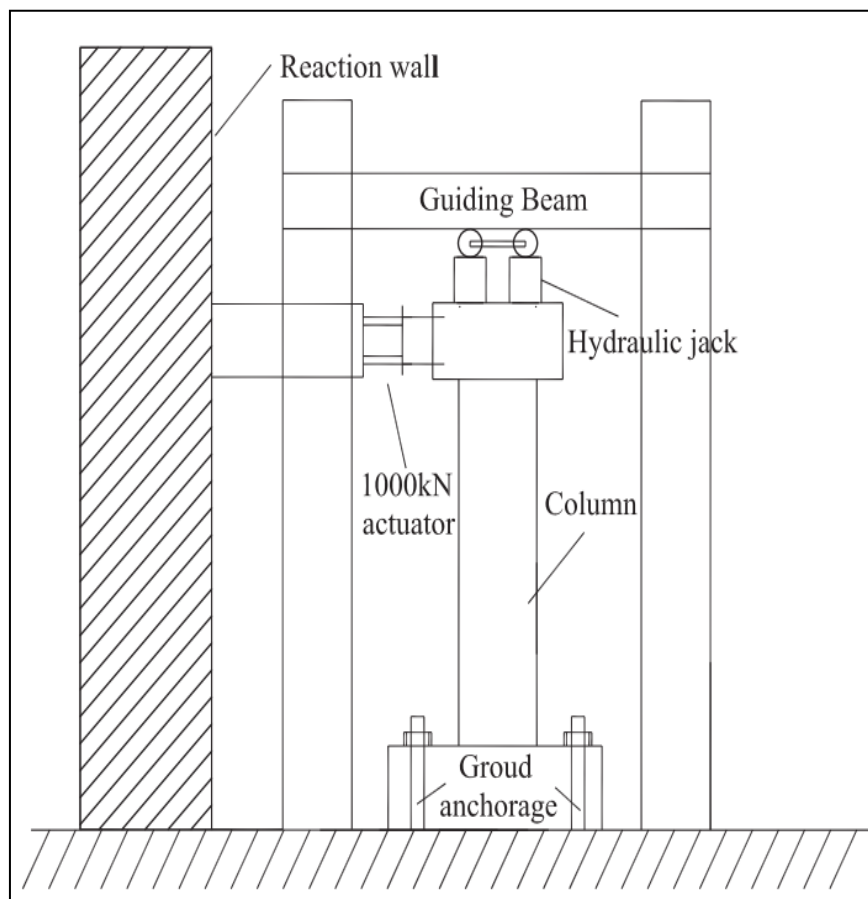 Reaction wall
Guiding Beam
Hydraulic jack
1000kN
actuator
Column
Groud
anchorage